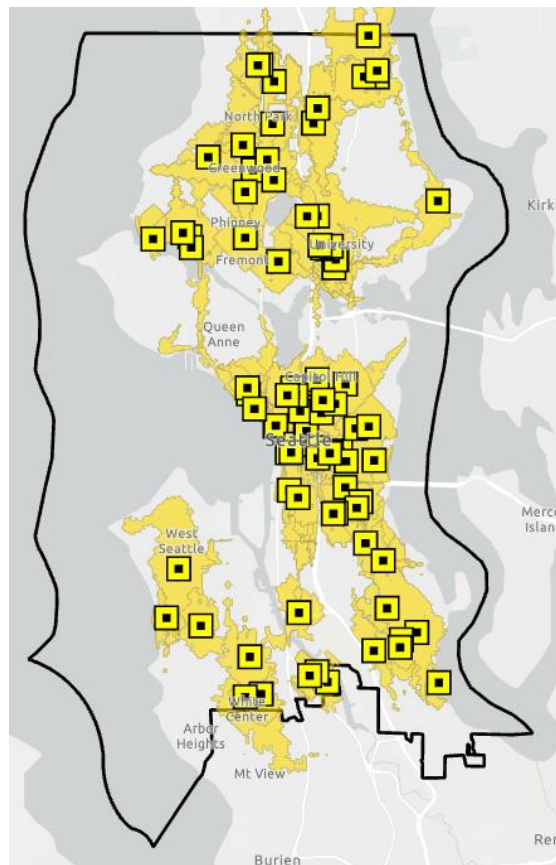 North Park
Greenwood
Kirk
Phinney
University
Fremont
Queen
Anne
Capitol Hill
Seattle
Merce
Island
West
Seattle
White
Center
Arbor
Heights
Mt View
Ren
Burien